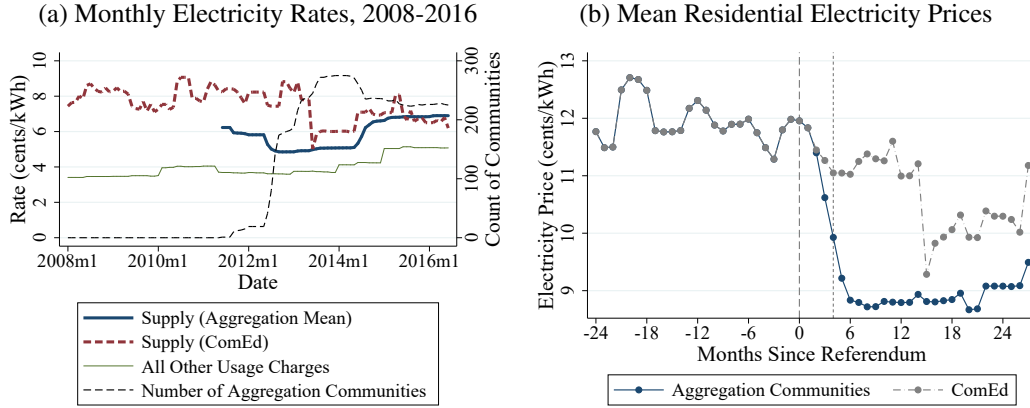 (a) Monthly Electricity Rates, 2008-2016
Rate (cents/kWh)
10
8
6
4
2
0
300
200
100
0
Count of Communities
2008m1 2010m1 2012m1 2014m1 2016m1
Date
Supply (Aggregation Mean)
Supply (ComEd)
All Other Usage Charges
Number of Aggregation Communities
(b) Mean Residential Electricity Prices
Electricity Price (cents/kWh)
13
12
11
10
9
-24 -18 -12 -6 0 6 12 18 24
Months Since Referendum
Aggregation Communities ComEd